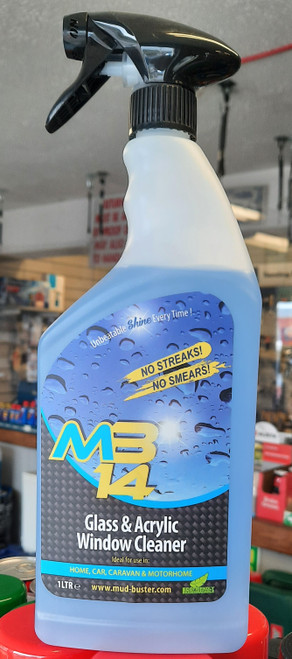 ON
Unbeatable Shine Every Time !
NO STREAKS!
NO SMEARS!
MB
14
Glass & Acrylic
Window Cleaner
Ideal for use in:
HOME, CAR, CARAVAN & MOTORHOME
1LTR e www.mud-buster.com